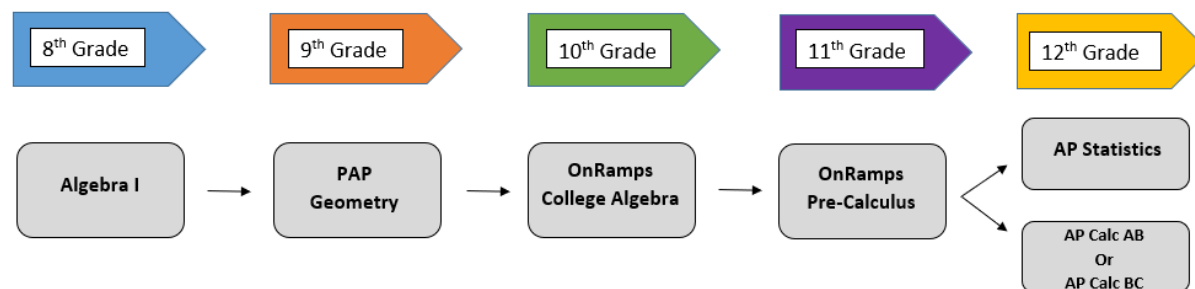 8th Grade
9th Grade
10th Grade
11th Grade
12th Grade
Algebra I
PAP
Geometry
OnRamps
College Algebra
OnRamps
Pre-Calculus
AP Statistics
AP Calc AB
Or
AP Calc BC